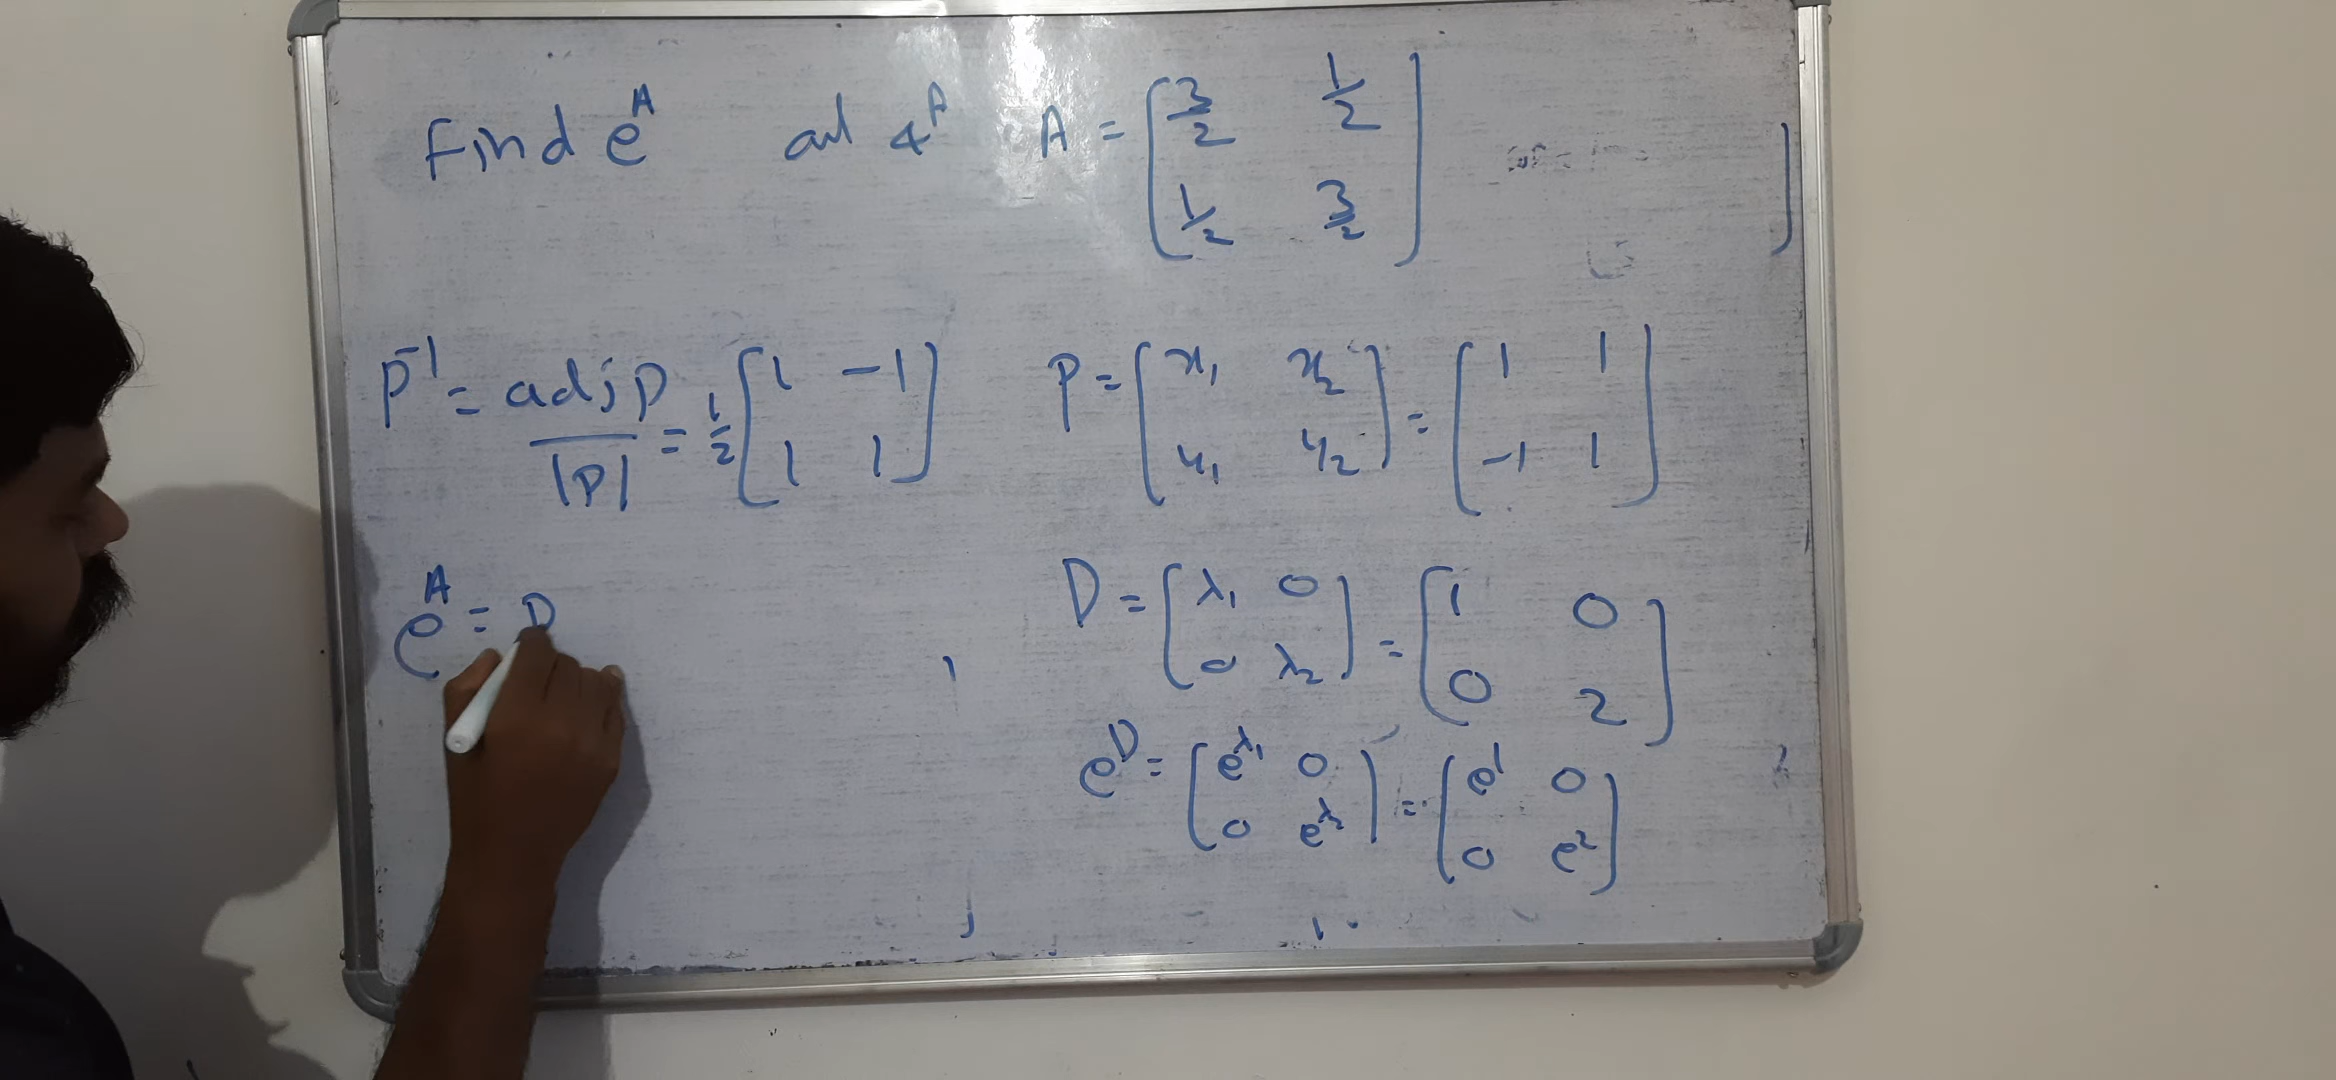 Find e^A and 4^A A = [3/2 1/2
1/2 3/2]
P^-1 = adj P / |P| = 1/2 [1 -1
1 1]
P = [x1 x2
y1 y2] = [1 1
-1 1]
e^A = P
D = [λ1 0
0 λ2] = [1 0
0 2]
e^D = [e^λ1 0
0 e^λ2] = [e^1 0
0 e^2]